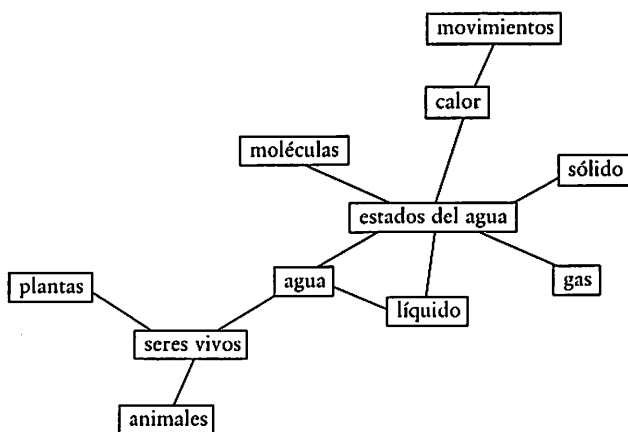 movimientos
calor
moléculas
sólido
estados del agua
agua
gas
plantas
líquido
seres vivos
animales